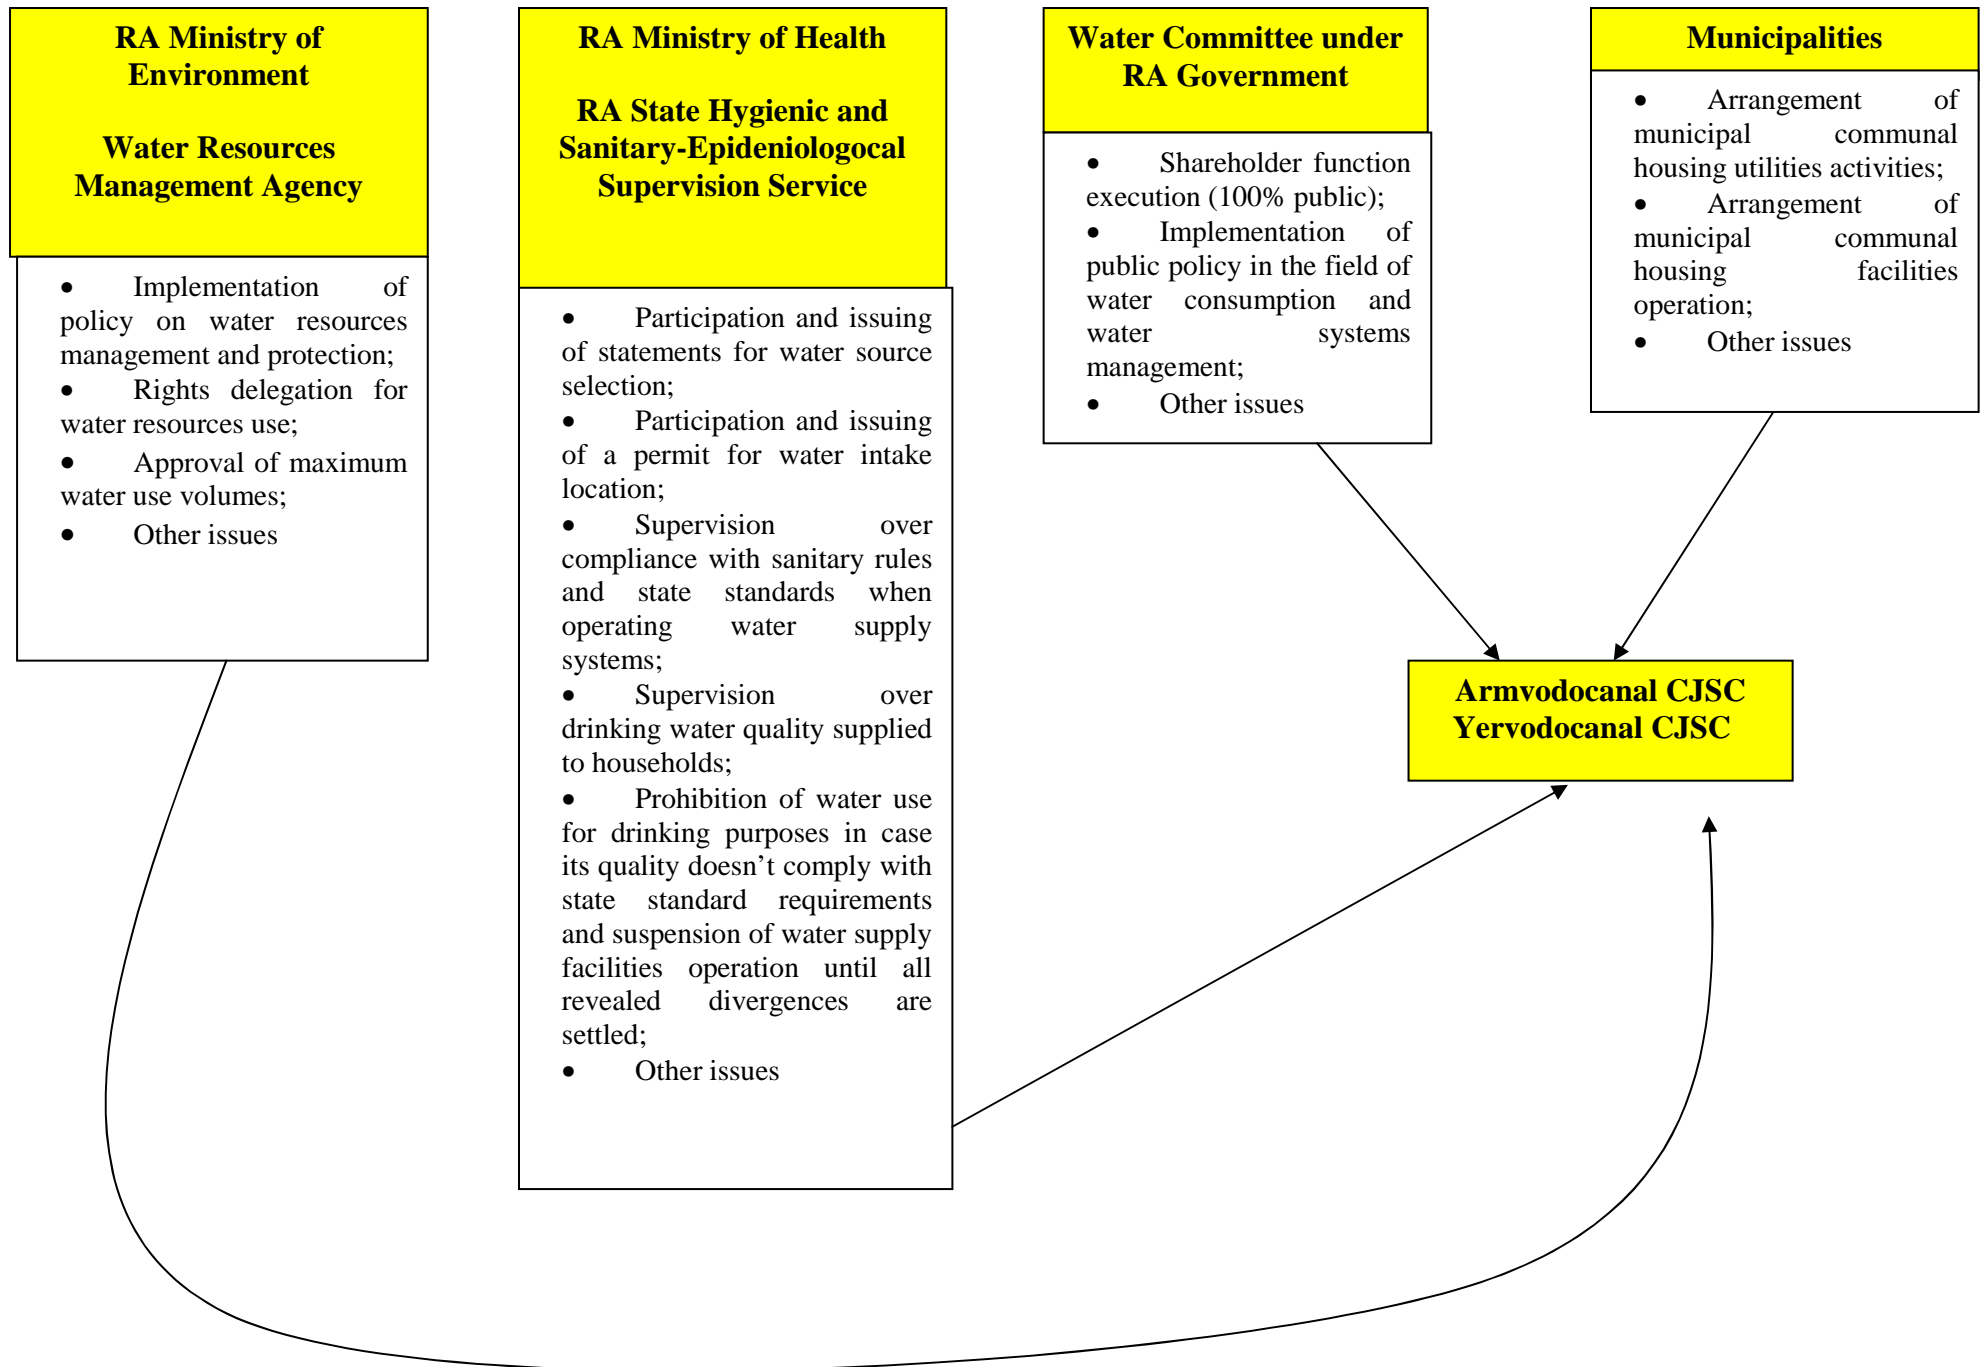 RA Ministry of
Environment
Water Resources
Management Agency
• Implementation of
policy on water resources
management and protection;
• Rights delegation for
water resources use;
• Approval of maximum
water use volumes;
• Other issues
RA Ministry of Health
RA State Hygienic and
Sanitary-Epideniologocal
Supervision Service
• Participation and issuing
of statements for water source
selection;
• Participation and issuing
of a permit for water intake
location;
• Supervision over
compliance with sanitary rules
and state standards when
operating water supply
systems;
• Supervision over
drinking water quality supplied
to households;
• Prohibition of water use
for drinking purposes in case
its quality doesn’t comply with
state standard requirements
and suspension of water supply
facilities operation until all
revealed divergences are
settled;
• Other issues
Water Committee under
RA Government
• Shareholder function
execution (100% public);
• Implementation of
public policy in the field of
water consumption and
water systems
management;
• Other issues
Municipalities
• Arrangement of
municipal communal
housing utilities activities;
• Arrangement of
municipal communal
housing facilities
operation;
• Other issues
Armvodocanal CJSC
Yervodocanal CJSC